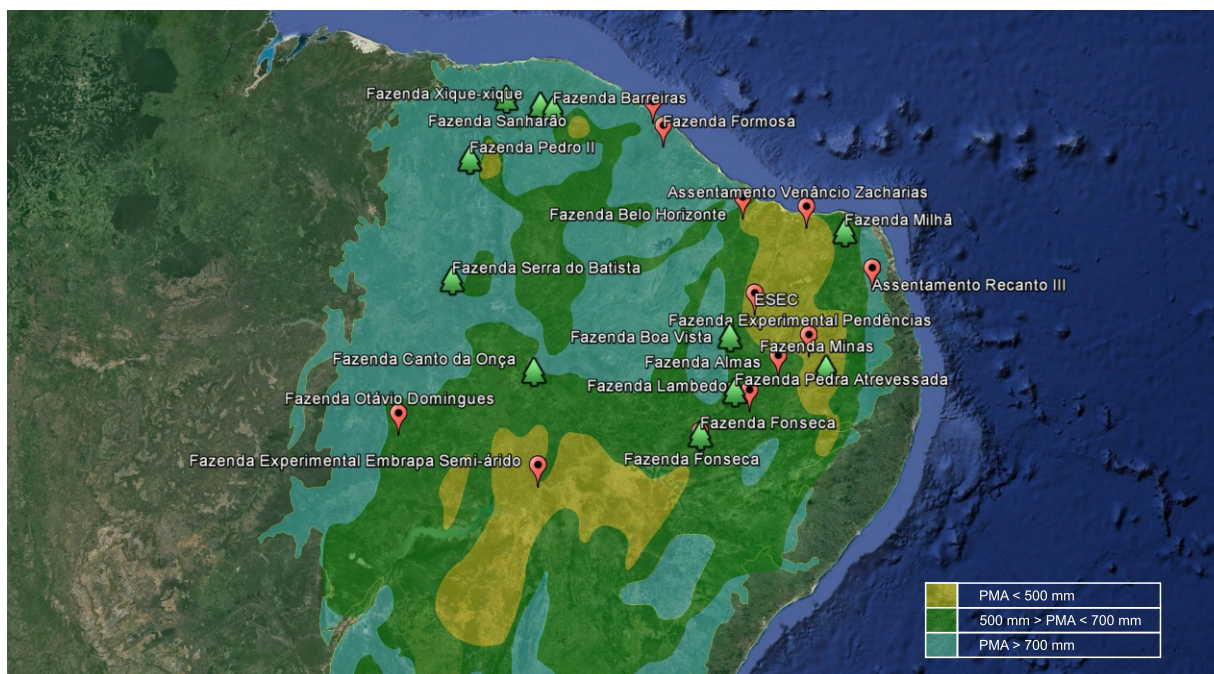 Fazenda Xique-xique
Fazenda Barreiras
Fazenda Sanharão
Fazenda Formosa
Fazenda Pedro II
Assentamento Venâncio Zacharias
Fazenda Belo Horizonte
Fazenda Milhã
Fazenda Serra do Batista
Assentamento Recanto III
ESEC
Fazenda Experimental Pendências
Fazenda Boa Vista
Fazenda Minas
Fazenda Canto da Onça
Fazenda Almas
Fazenda Pedra Atrevessada
Fazenda Lambedo
Fazenda Otávio Domingues
Fazenda Fonseca
Fazenda Experimental Embrapa Semi-árido
Fazenda Fonseca
PMA < 500 mm
500 mm > PMA < 700 mm
PMA > 700 mm